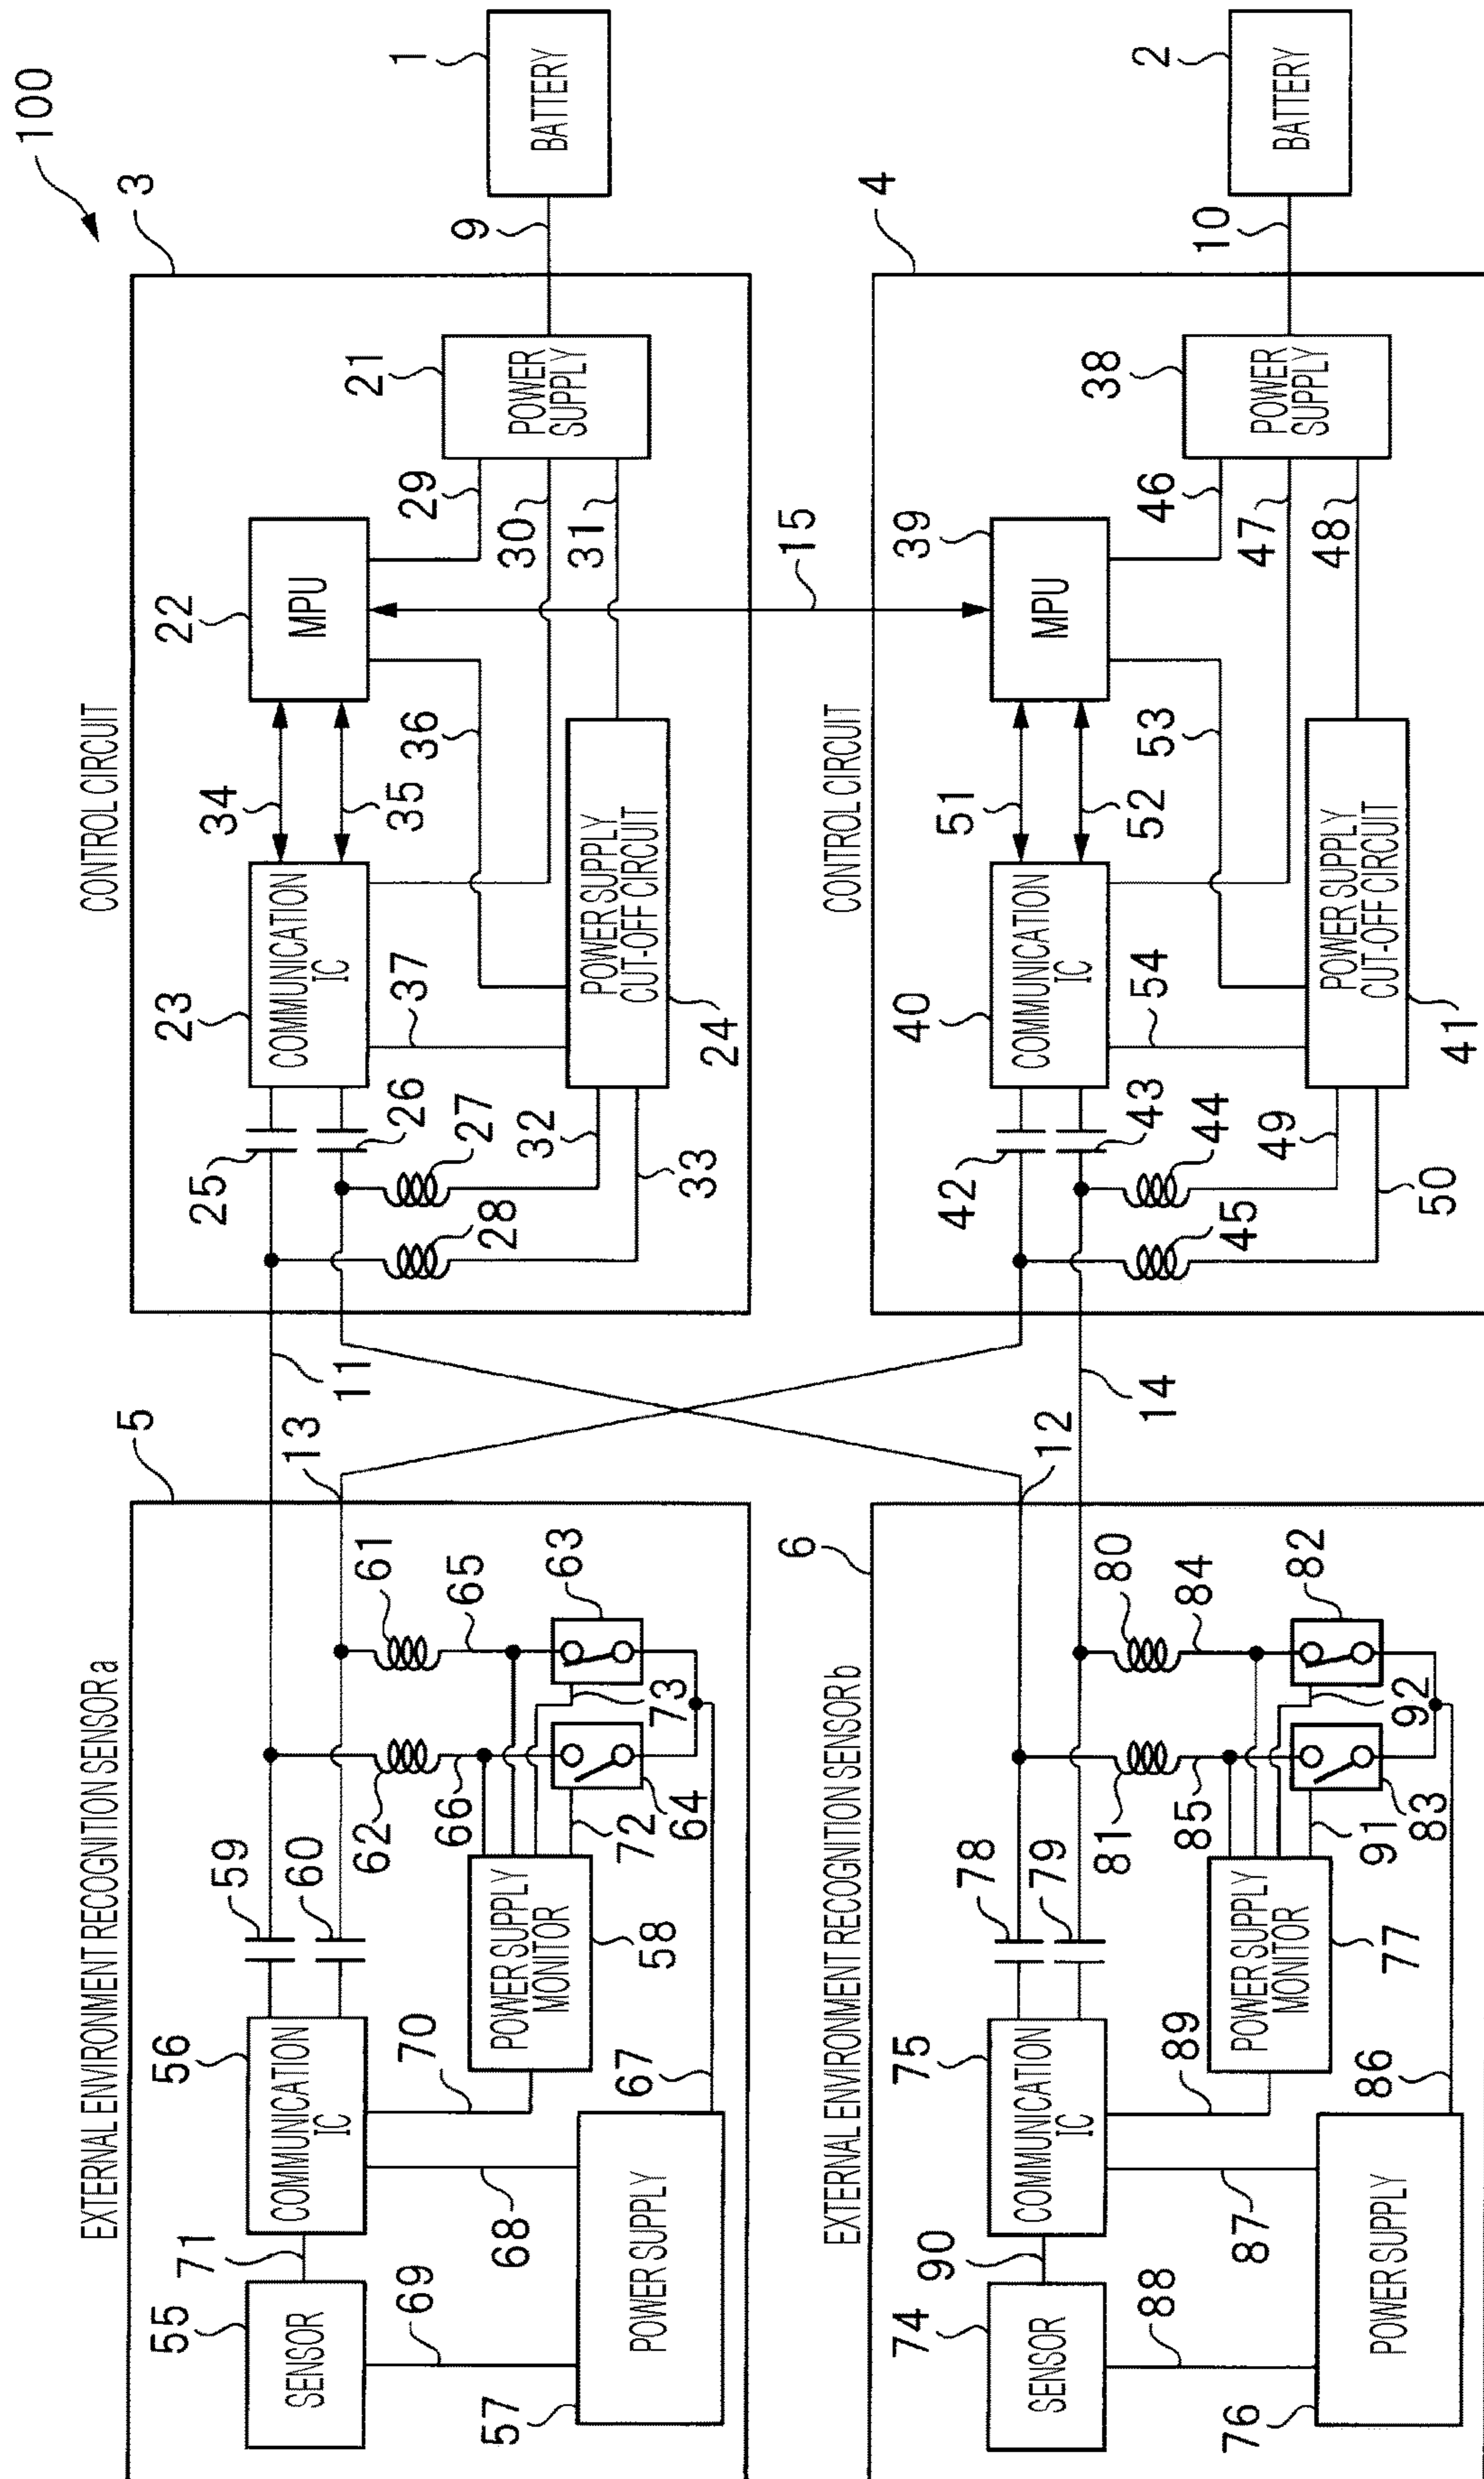 100
EXTERNAL ENVIRONMENT RECOGNITION SENSOR a
5
55
SENSOR
71
69
56
COMMUNICATION
IC
68
70
57
POWER SUPPLY
67
POWER SUPPLY
MONITOR
58
59
60
62
66
72
64
61
65
73
63
13
11
CONTROL CIRCUIT
3
25
26
28
27
32
33
23
COMMUNICATION
IC
37
34
35
36
POWER SUPPLY
CUT-OFF CIRCUIT
24
22
MPU
29
30
31
21
POWER
SUPPLY
9
1
BATTERY
15
EXTERNAL ENVIRONMENT RECOGNITION SENSOR b
6
74
SENSOR
90
88
75
COMMUNICATION
IC
87
89
76
POWER SUPPLY
86
POWER SUPPLY
MONITOR
77
78
79
81
85
91
83
80
84
92
82
12
14
CONTROL CIRCUIT
4
42
43
45
44
49
50
40
COMMUNICATION
IC
54
51
52
53
POWER SUPPLY
CUT-OFF CIRCUIT
41
39
MPU
46
47
48
38
POWER
SUPPLY
10
2
BATTERY